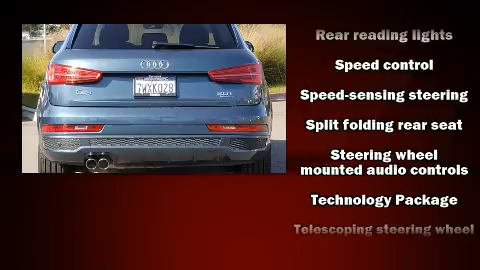 Rear reading lights
Speed control
Speed-sensing steering
Split folding rear seat
Steering wheel
mounted audio controls
Technology Package
Telescoping steering wheel